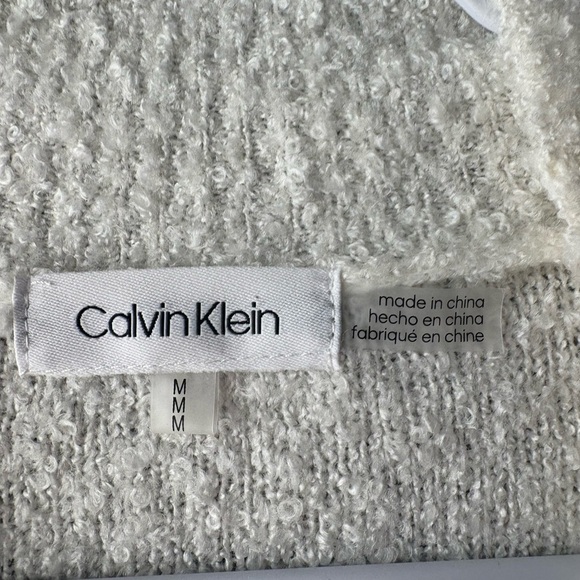 Calvin Klein
made in china
hecho en china
fabriqué en chine
M
M
M